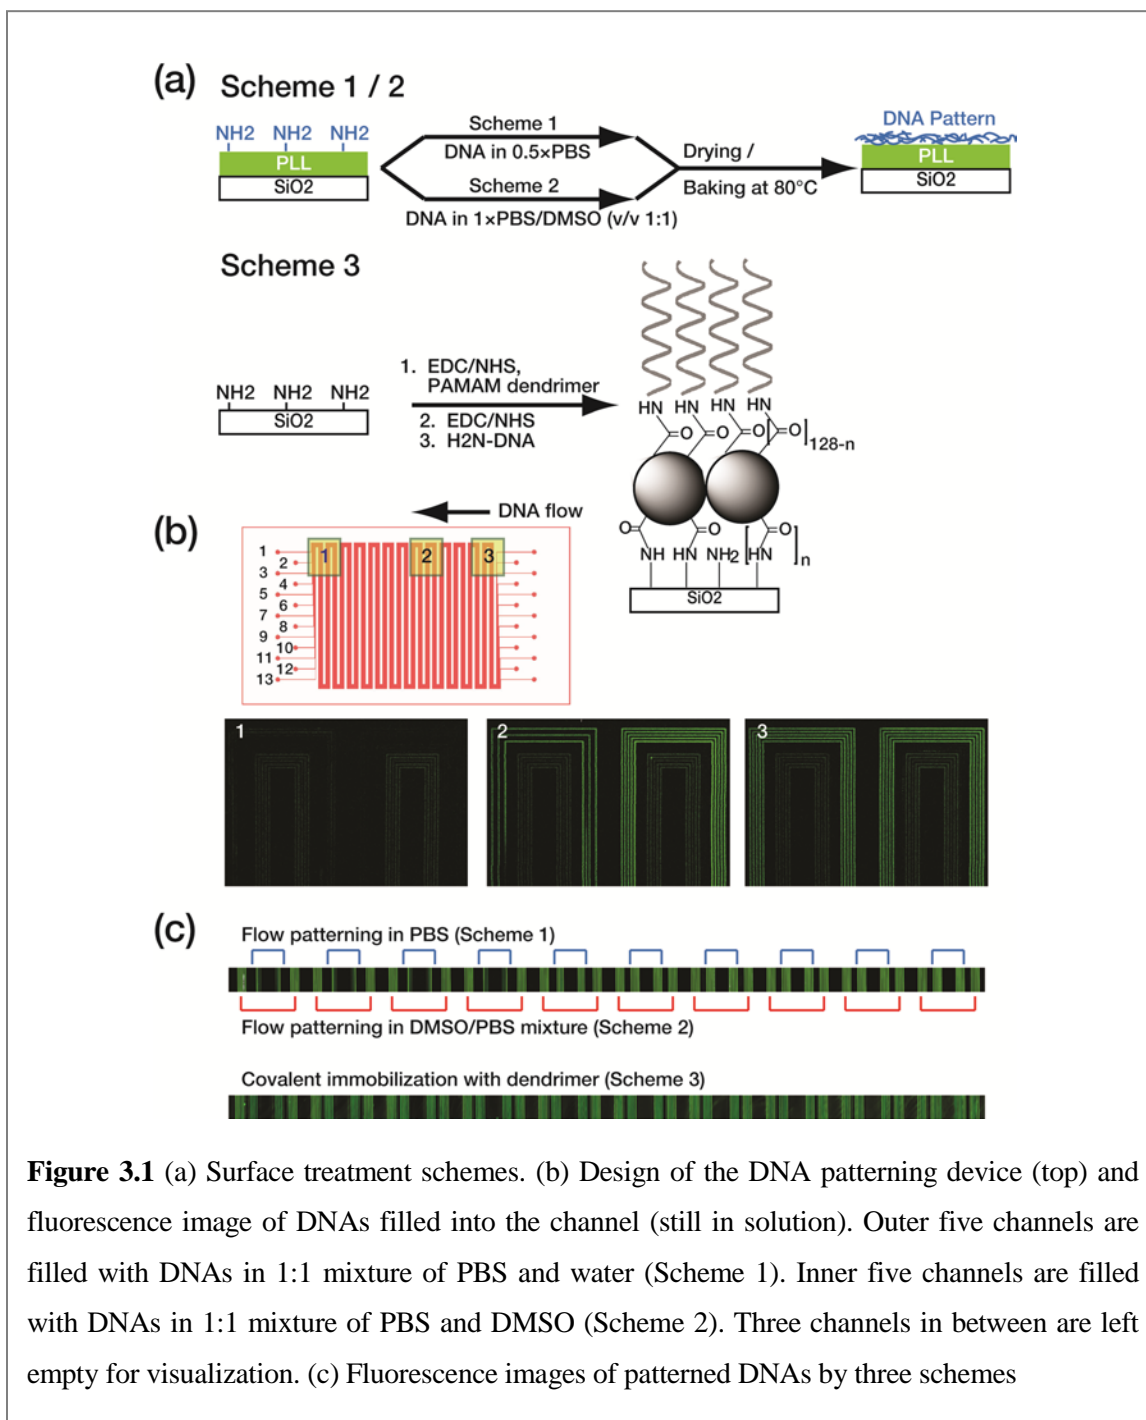 (a) Scheme 1 / 2
NH2 NH2 NH2
PLL
SiO2
Scheme 1
DNA in 0.5×PBS
Scheme 2
DNA in 1×PBS/DMSO (v/v 1:1)
Drying /
Baking at 80°C
DNA Pattern
PLL
SiO2
Scheme 3
NH2 NH2 NH2
SiO2
1. EDC/NHS,
PAMAM dendrimer
2. EDC/NHS
3. H2N-DNA
HN HN HN HN
O O O O 128-n
O O O
NH HN NH2 HN n
SiO2
(b)
DNA flow
1
2
3
4
5
6
7
8
9
10
11
12
13
1 2 3
1 2 3
(c)
Flow patterning in PBS (Scheme 1)
Flow patterning in DMSO/PBS mixture (Scheme 2)
Covalent immobilization with dendrimer (Scheme 3)
Figure 3.1 (a) Surface treatment schemes. (b) Design of the DNA patterning device (top) and
fluorescence image of DNAs filled into the channel (still in solution). Outer five channels are
filled with DNAs in 1:1 mixture of PBS and water (Scheme 1). Inner five channels are filled
with DNAs in 1:1 mixture of PBS and DMSO (Scheme 2). Three channels in between are left
empty for visualization. (c) Fluorescence images of patterned DNAs by three schemes